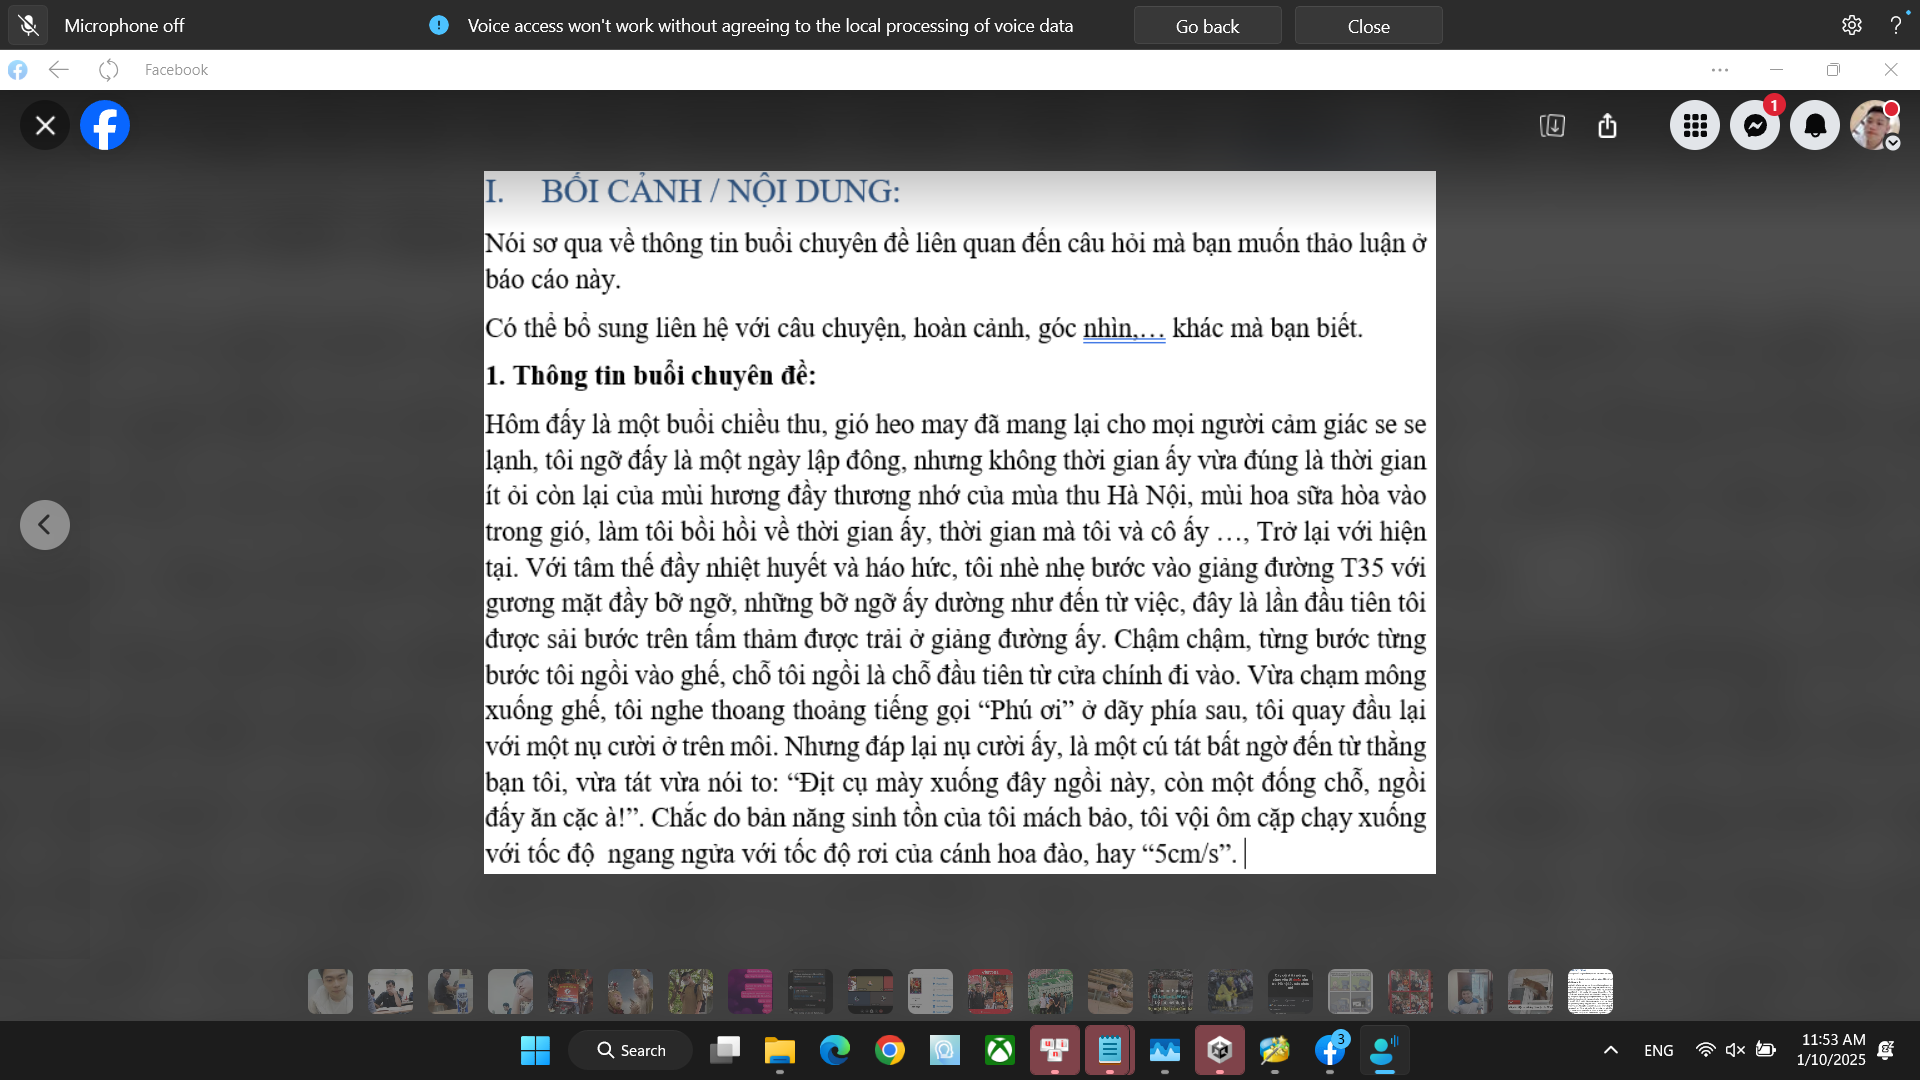 Microphone off
Voice access won't work without agreeing to the local processing of voice data
Go back
Close
Facebook
1
I. BỐI CẢNH / NỘI DUNG:
Nói sơ qua về thông tin buổi chuyên đề liên quan đến câu hỏi mà bạn muốn thảo luận ở
báo cáo này.
Có thể bổ sung liên hệ với câu chuyện, hoàn cảnh, góc nhìn,… khác mà bạn biết.
1. Thông tin buổi chuyên đề:
Hôm đấy là một buổi chiều thu, gió heo may đã mang lại cho mọi người cảm giác se se
lạnh, tôi ngỡ đấy là một ngày lập đông, nhưng không thời gian ấy vừa đúng là thời gian
ít ỏi còn lại của mùi hương đầy thương nhớ của mùa thu Hà Nội, mùi hoa sữa hòa vào
trong gió, làm tôi bồi hồi về thời gian ấy, thời gian mà tôi và cô ấy …, Trở lại với hiện
tại. Với tâm thế đầy nhiệt huyết và háo hức, tôi nhè nhẹ bước vào giảng đường T35 với
gương mặt đầy bỡ ngỡ, những bỡ ngỡ ấy dường như đến từ việc, đây là lần đầu tiên tôi
được sải bước trên tấm thảm được trải ở giảng đường ấy. Chậm chậm, từng bước từng
bước tôi ngồi vào ghế, chỗ tôi ngồi là chỗ đầu tiên từ cửa chính đi vào. Vừa chạm mông
xuống ghế, tôi nghe thoang thoảng tiếng gọi “Phú ơi” ở dãy phía sau, tôi quay đầu lại
với một nụ cười ở trên môi. Nhưng đáp lại nụ cười ấy, là một cú tát bất ngờ đến từ thằng
bạn tôi, vừa tát vừa nói to: “Địt cụ mày xuống đây ngồi này, còn một đống chỗ, ngồi
đấy ăn cặc à!”. Chắc do bản năng sinh tồn của tôi mách bảo, tôi vội ôm cặp chạy xuống
với tốc độ ngang ngửa với tốc độ rơi của cánh hoa đào, hay “5cm/s”.
Search
3
ENG
11:53 AM
1/10/2025